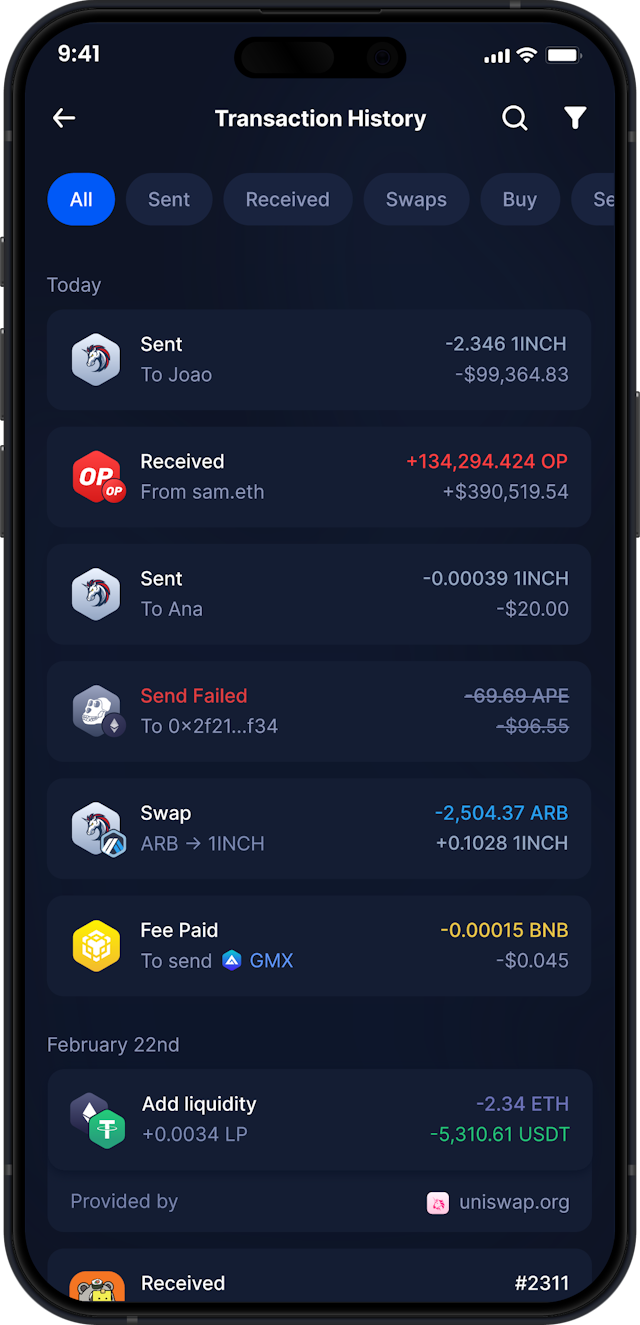 9:41
Transaction History
All Sent Received Swaps Buy Se
Today
Sent -2.346 1INCH
To Joao -$99,364.83
OP OP Received +134,294.424 OP
From sam.eth +$390,519.54
Sent -0.00039 1INCH
To Ana -$20.00
Send Failed -69.69 APE
To 0×2f21...f34 -$96.55
Swap -2,504.37 ARB
ARB → 1INCH +0.1028 1INCH
Fee Paid -0.00015 BNB
To send GMX -$0.045
February 22nd
Add liquidity -2.34 ETH
+0.0034 LP -5,310.61 USDT
Provided by uniswap.org
Received #2311